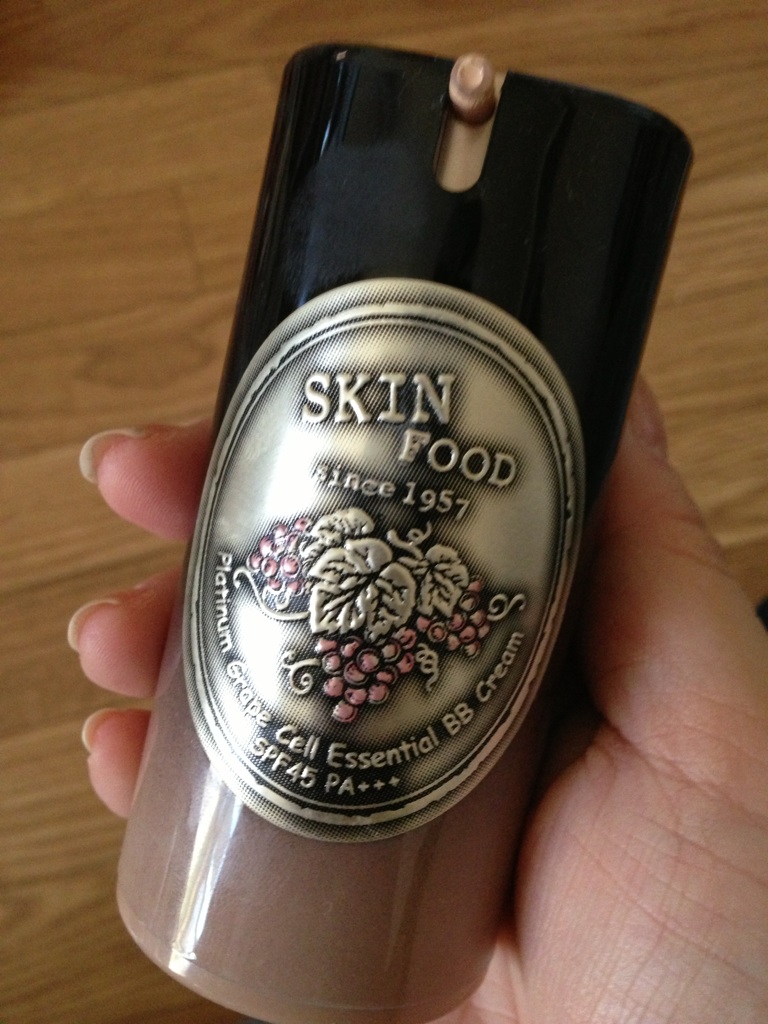 SKIN
FOOD
since 1957
Platinum Grape Cell Essential BB Cream
SPF45 PA+++